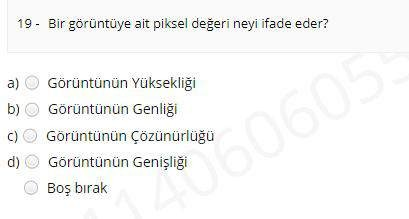 19 - Bir görüntüye ait piksel değeri neyi ifade eder?
a) Görüntünün Yüksekliği
b) Görüntünün Genliği
c) Görüntünün Çözünürlüğü
d) Görüntünün Genişliği
Boş bırak